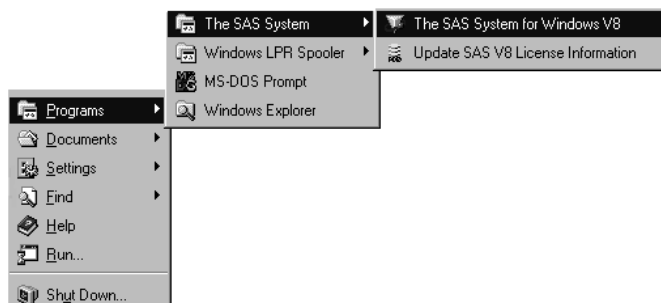 The SAS System
The SAS System for Windows V8
Windows LPR Spooler
Update SAS V8 License Information
MS-DOS Prompt
Windows Explorer
Programs
Documents
Settings
Find
Help
Run...
Shut Down...